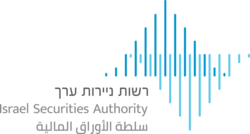 רשות ניירות ערך
Israel Securities Authority
سلطة الأوراق المالية